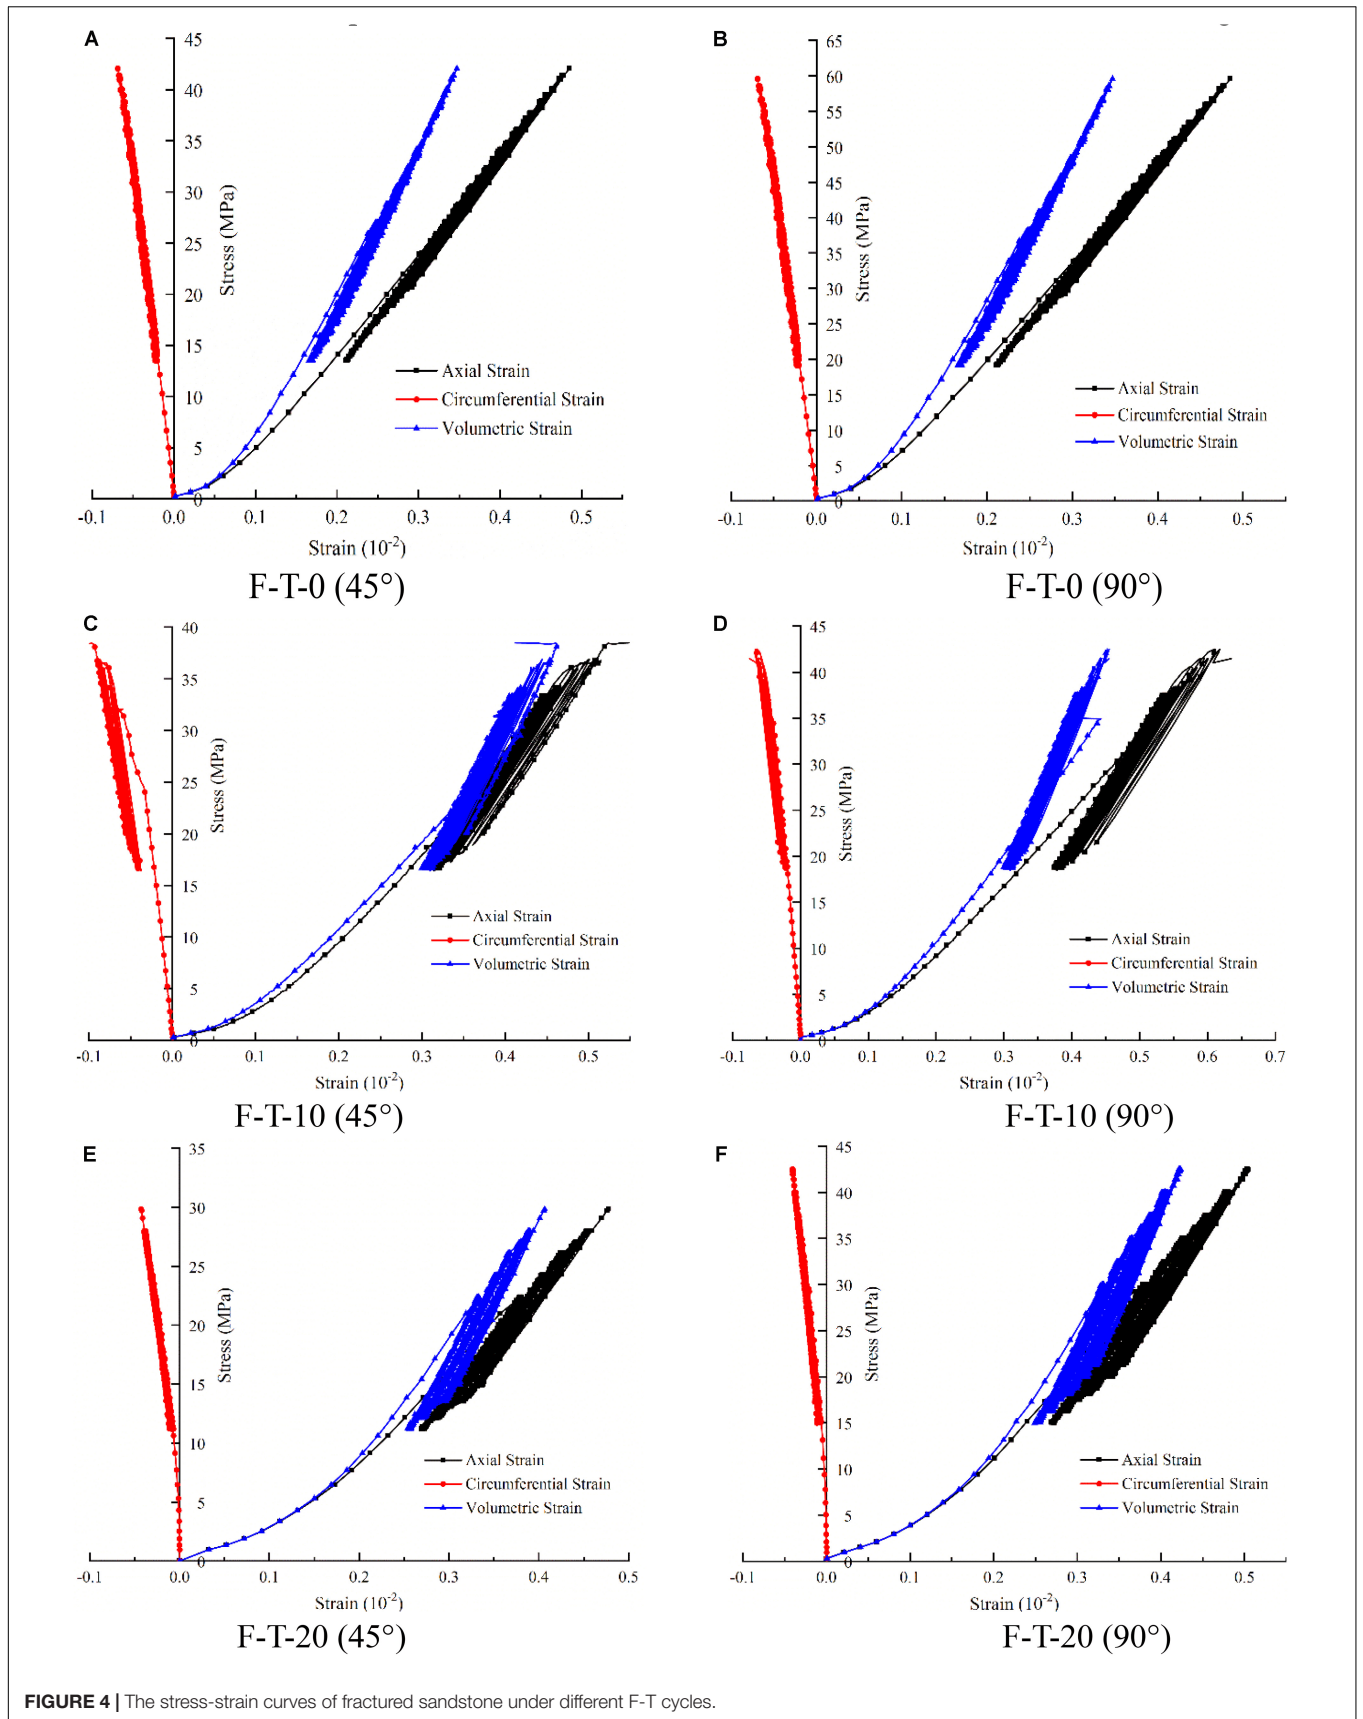 A
45
40
35
30
25
20
15
10
5
0
Stress (MPa)
Axial Strain
Circumferential Strain
Volumetric Strain
-0.1 0.0 0.1 0.2 0.3 0.4 0.5
Strain (10-2)
F-T-0 (45°)
B
65
60
55
50
45
40
35
30
25
20
15
10
5
0
Stress (MPa)
Axial Strain
Circumferential Strain
Volumetric Strain
-0.1 0.0 0.1 0.2 0.3 0.4 0.5
Strain (10-2)
F-T-0 (90°)
C
40
35
30
25
20
15
10
5
0
Stress (MPa)
Axial Strain
Circumferential Strain
Volumetric Strain
-0.1 0.0 0.1 0.2 0.3 0.4 0.5
Strain (10-2)
F-T-10 (45°)
D
45
40
35
30
25
20
15
10
5
0
Stress (MPa)
Axial Strain
Circumferential Strain
Volumetric Strain
-0.1 0.0 0.1 0.2 0.3 0.4 0.5 0.6 0.7
Strain (10-2)
F-T-10 (90°)
E
35
30
25
20
15
10
5
0
Stress (MPa)
Axial Strain
Circumferential Strain
Volumetric Strain
-0.1 0.0 0.1 0.2 0.3 0.4 0.5
Strain (10-2)
F-T-20 (45°)
F
45
40
35
30
25
20
15
10
5
0
Stress (MPa)
Axial Strain
Circumferential Strain
Volumetric Strain
-0.1 0.0 0.1 0.2 0.3 0.4 0.5
Strain (10-2)
F-T-20 (90°)
FIGURE 4 | The stress-strain curves of fractured sandstone under different F-T cycles.